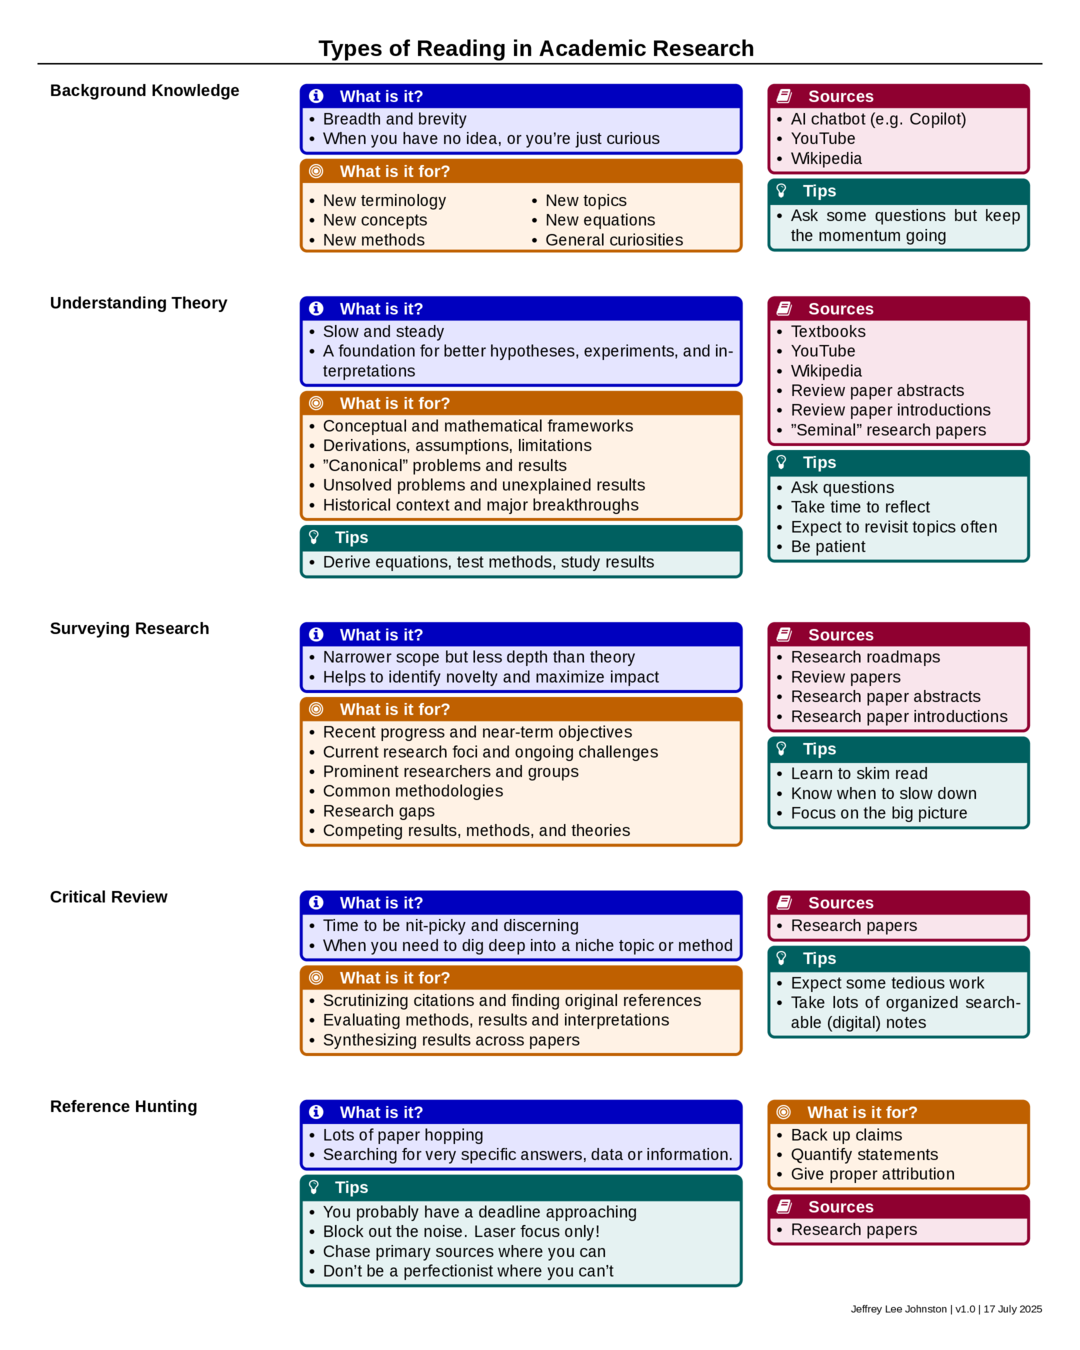 Types of Reading in Academic Research
Background Knowledge
What is it?
• Breadth and brevity
• When you have no idea, or you're just curious
What is it for?
• New terminology
• New concepts
• New methods
• New topics
• New equations
• General curiosities
Sources
• AI chatbot (e.g. Copilot)
• YouTube
• Wikipedia
Tips
• Ask some questions but keep
the momentum going
Understanding Theory
What is it?
• Slow and steady
• A foundation for better hypotheses, experiments, and in-
terpretations
What is it for?
• Conceptual and mathematical frameworks
• Derivations, assumptions, limitations
• ”Canonical” problems and results
• Unsolved problems and unexplained results
• Historical context and major breakthroughs
Tips
• Derive equations, test methods, study results
Sources
• Textbooks
• YouTube
• Wikipedia
• Review paper abstracts
• Review paper introductions
• ”Seminal” research papers
Tips
• Ask questions
• Take time to reflect
• Expect to revisit topics often
• Be patient
Surveying Research
What is it?
• Narrower scope but less depth than theory
• Helps to identify novelty and maximize impact
What is it for?
• Recent progress and near-term objectives
• Current research foci and ongoing challenges
• Prominent researchers and groups
• Common methodologies
• Research gaps
• Competing results, methods, and theories
Sources
• Research roadmaps
• Review papers
• Research paper abstracts
• Research paper introductions
Tips
• Learn to skim read
• Know when to slow down
• Focus on the big picture
Critical Review
What is it?
• Time to be nit-picky and discerning
• When you need to dig deep into a niche topic or method
What is it for?
• Scrutinizing citations and finding original references
• Evaluating methods, results and interpretations
• Synthesizing results across papers
Sources
• Research papers
Tips
• Expect some tedious work
• Take lots of organized search-
able (digital) notes
Reference Hunting
What is it?
• Lots of paper hopping
• Searching for very specific answers, data or information.
Tips
• You probably have a deadline approaching
• Block out the noise. Laser focus only!
• Chase primary sources where you can
• Don't be a perfectionist where you can't
What is it for?
• Back up claims
• Quantify statements
• Give proper attribution
Sources
• Research papers
Jeffrey Lee Johnston | v1.0 | 17 July 2025